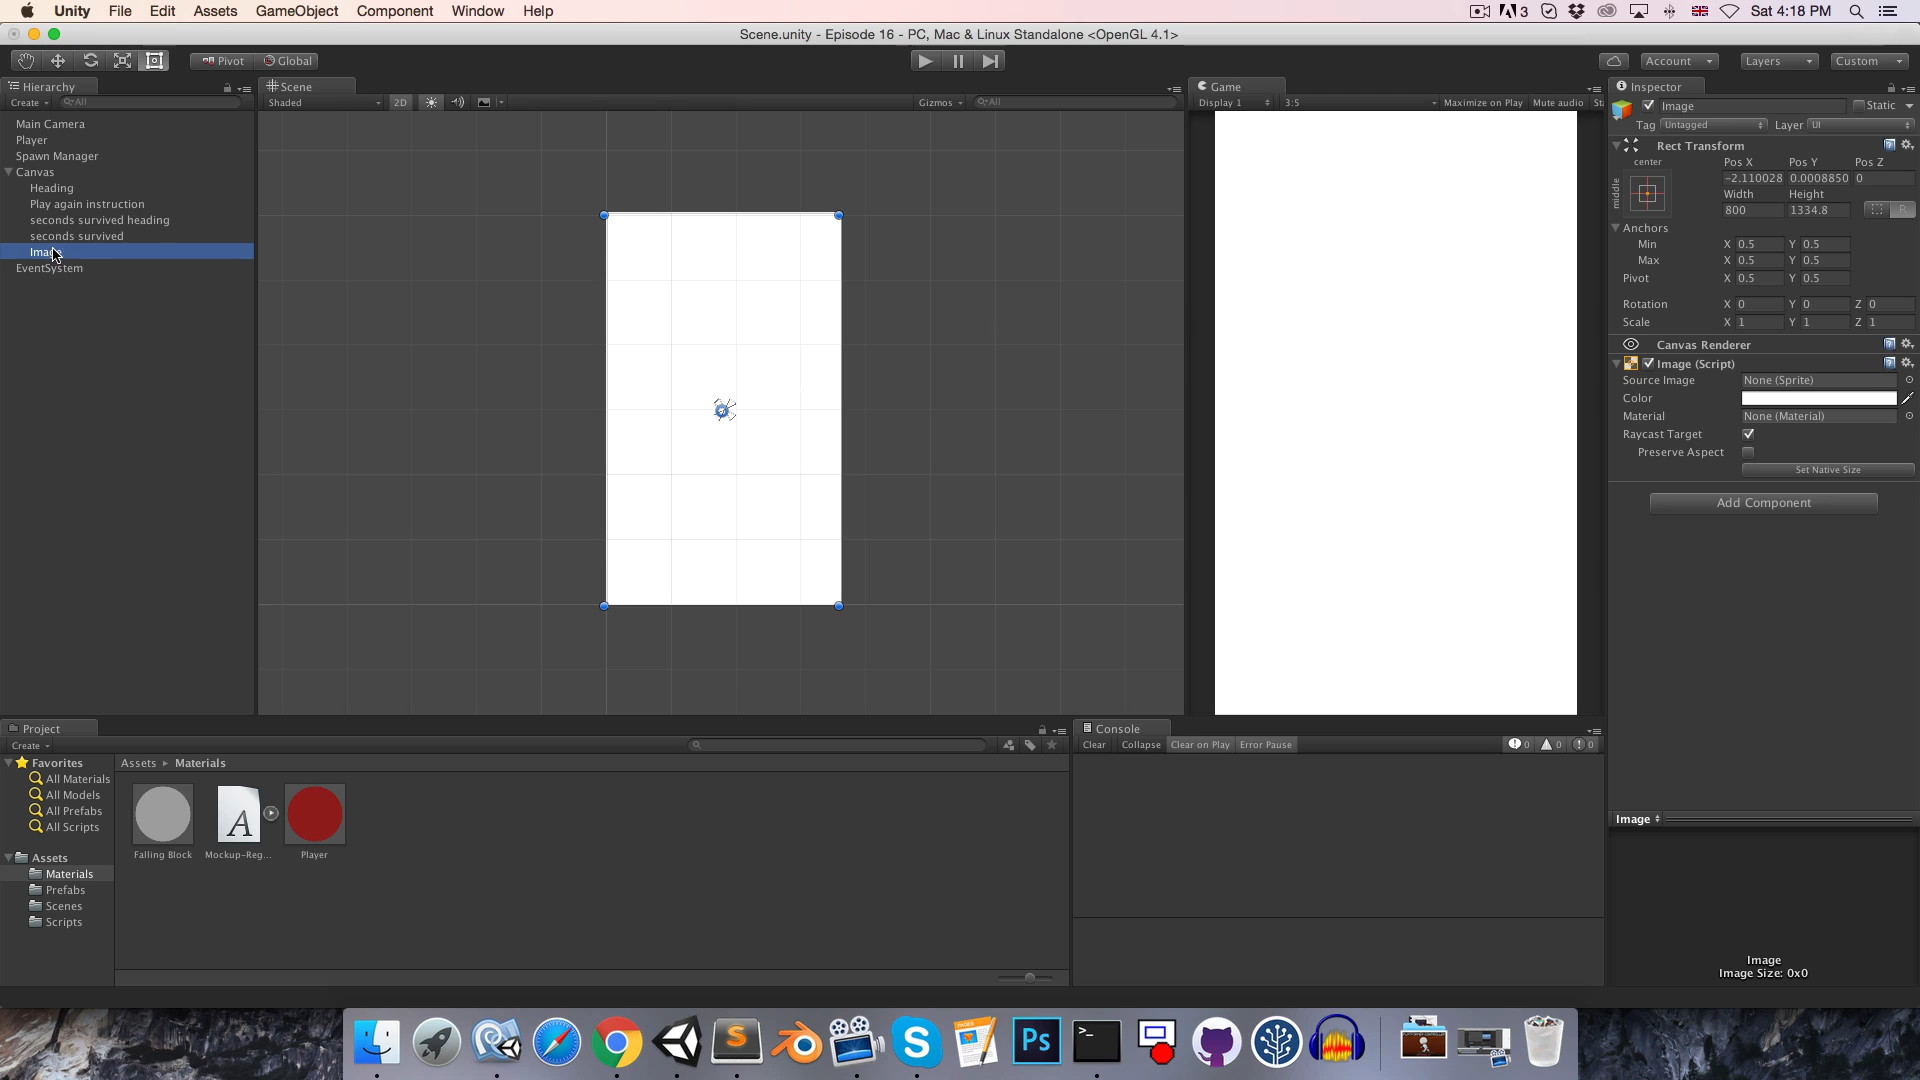 Unity File Edit Assets GameObject Component Window Help 3 Sat 4:18 PM
Scene.unity - Episode 16 - PC, Mac & Linux Standalone <OpenGL 4.1>
Pivot Global Account Layers Custom
Hierarchy Scene Game Inspector
Create All Shaded 2D Gizmos All Display 1 3:5 Maximize on Play Mute audio
Image Static
Tag Untagged Layer UI
Main Camera
Player
Spawn Manager
Canvas
Heading
Play again instruction
seconds survived heading
seconds survived
EventSystem
Rect Transform
center Pos X Pos Y Pos Z
middle
-2.110028 0.0008850 0
Width Height
800 1334.8 R
Anchors
Min X 0.5 Y 0.5
Max X 0.5 Y 0.5
Pivot X 0.5 Y 0.5
Rotation X 0 Y 0 Z 0
Scale X 1 Y 1 Z 1
Canvas Renderer
Image (Script)
Source Image None (Sprite)
Color
Material None (Material)
Raycast Target
Preserve Aspect
Set Native Size
Add Component
Project Console
Create Clear Collapse Clear on Play Error Pause 0 0 0
Favorites
All Materials
All Models
All Prefabs
All Scripts
Assets
Materials
Prefabs
Scenes
Scripts
Assets Materials
A
Falling Block Mockup-Reg... Player
Image
Image
Image Size: 0x0
S PAGES Ps >_